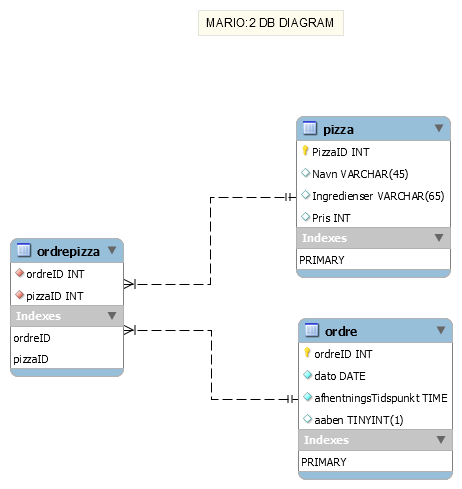 MARIO:2 DB DIAGRAM
pizza
PizzaID INT
Navn VARCHAR(45)
Ingredienser VARCHAR(65)
Pris INT
Indexes
PRIMARY
ordrepizza
ordreID INT
pizzaID INT
Indexes
ordreID
pizzaID
ordre
ordreID INT
dato DATE
afhentningsTidspunkt TIME
aaben TINYINT(1)
Indexes
PRIMARY